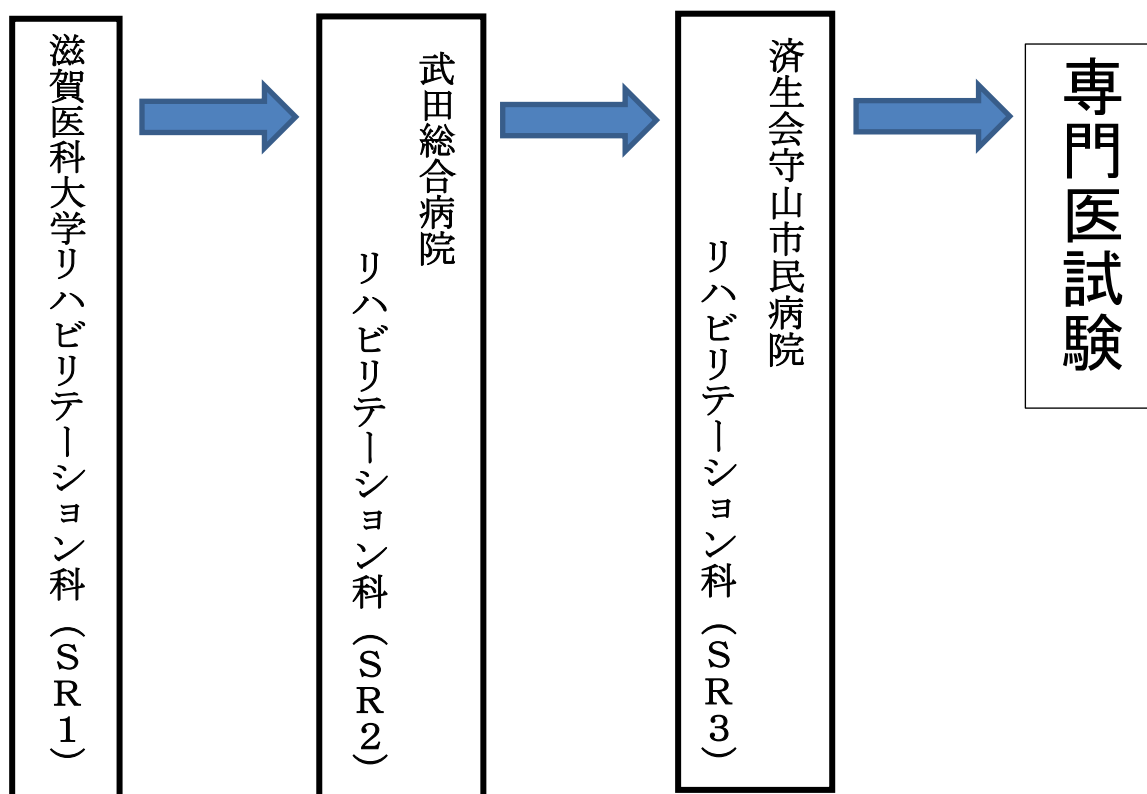 滋賀医科大学リハビリテーション科（ＳＲ１）
武田総合病院
リハビリテーション科（ＳＲ２）
済生会守山市民病院
リハビリテーション科（ＳＲ３）
専門医試験